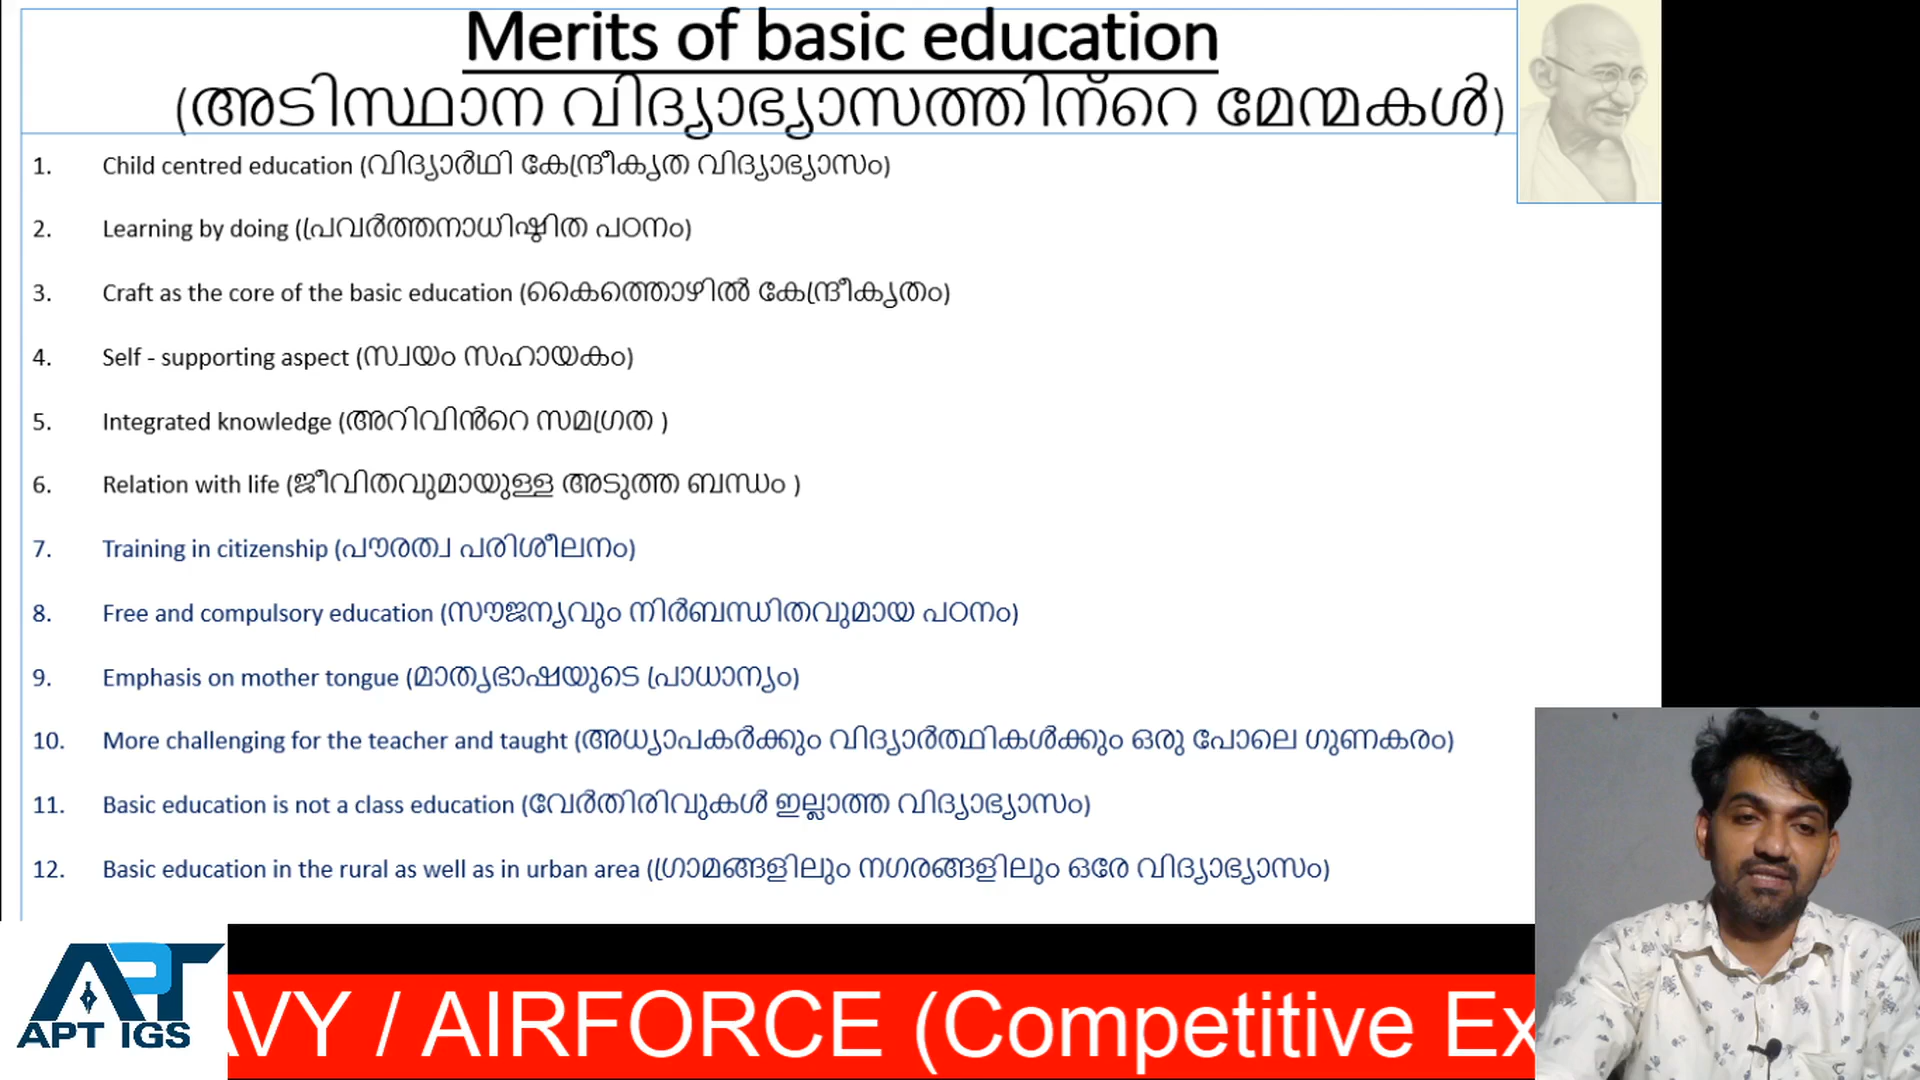 Merits of basic education
(അടിസ്ഥാന വിദ്യാഭ്യാസത്തിന്റെ മേന്മകൾ)
1. Child centred education (വിദ്യാർഥി കേന്ദ്രീകൃത വിദ്യാഭ്യാസം)
2. Learning by doing (പ്രവർത്തനാധിഷ്ഠിത പഠനം)
3. Craft as the core of the basic education (കൈത്തൊഴിൽ കേന്ദ്രീകൃതം)
4. Self - supporting aspect (സ്വയം സഹായകം)
5. Integrated knowledge (അറിവിൻറെ സമഗ്രത )
6. Relation with life (ജീവിതവുമായുള്ള അടുത്ത ബന്ധം )
7. Training in citizenship (പൗരത്വ പരിശീലനം)
8. Free and compulsory education (സൗജന്യവും നിർബന്ധിതവുമായ പഠനം)
9. Emphasis on mother tongue (മാതൃഭാഷയുടെ പ്രാധാന്യം)
10. More challenging for the teacher and taught (അധ്യാപകർക്കും വിദ്യാർത്ഥികൾക്കും ഒരു പോലെ ഗുണകരം)
11. Basic education is not a class education (വേർതിരിവുകൾ ഇല്ലാത്ത വിദ്യാഭ്യാസം)
12. Basic education in the rural as well as in urban area (ഗ്രാമങ്ങളിലും നഗരങ്ങളിലും ഒരേ വിദ്യാഭ്യാസം)
APT
APT IGS
AVY / AIRFORCE (Competitive Ex